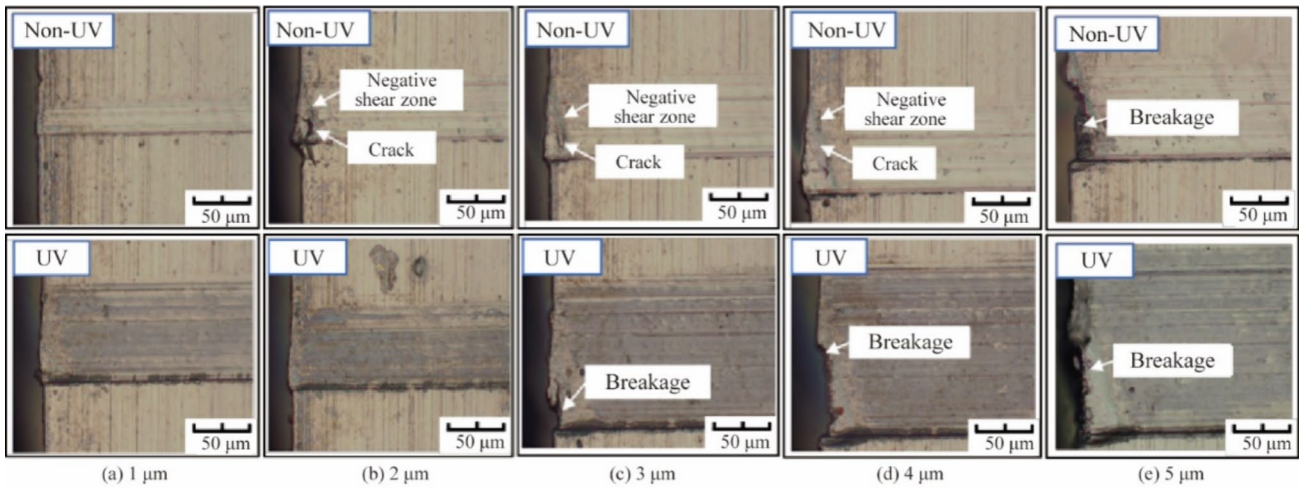 Non-UV
Negative
shear zone
Crack
50 μm
Non-UV
Negative
shear zone
Crack
50 μm
Non-UV
Negative
shear zone
Crack
50 μm
Non-UV
Breakage
50 μm
Non-UV
50 μm
UV
50 μm
UV
50 μm
UV
Breakage
50 μm
UV
Breakage
50 μm
UV
Breakage
50 μm
(a) 1 μm
(b) 2 μm
(c) 3 μm
(d) 4 μm
(e) 5 μm